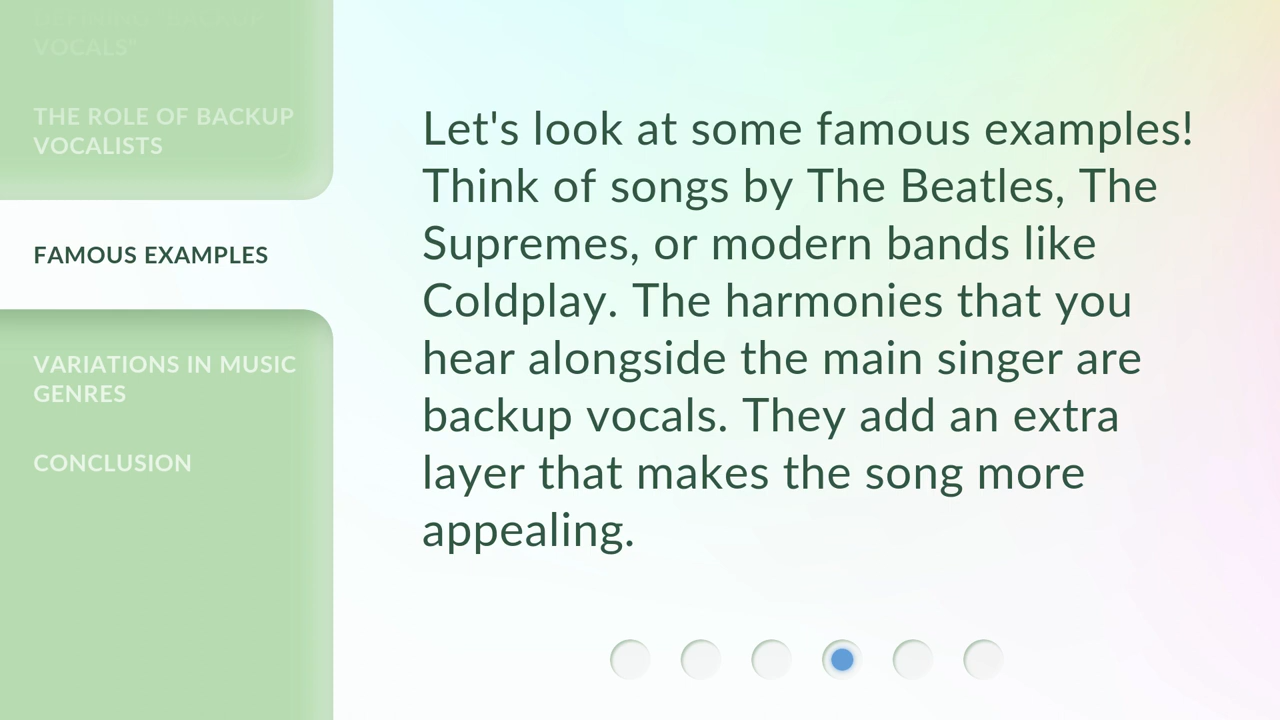 VOCALS"
THE ROLE OF BACKUP
VOCALISTS
FAMOUS EXAMPLES
VARIATIONS IN MUSIC
GENRES
CONCLUSION
Let's look at some famous examples!
Think of songs by The Beatles, The
Supremes, or modern bands like
Coldplay. The harmonies that you
hear alongside the main singer are
backup vocals. They add an extra
layer that makes the song more
appealing.